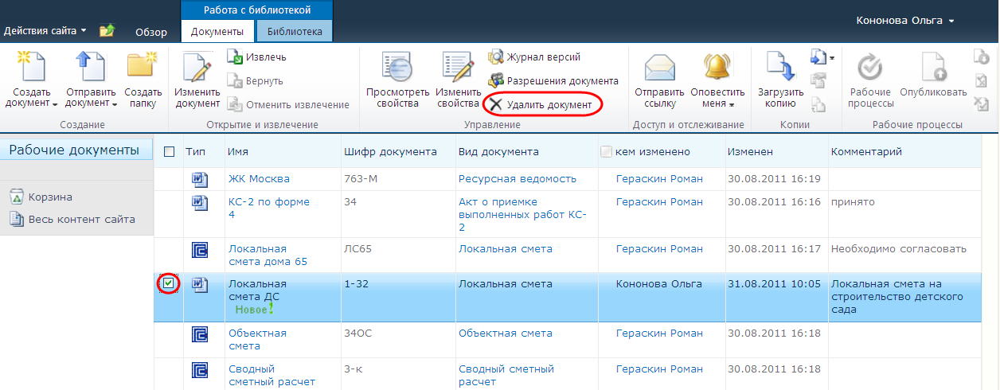 Работа с библиотекой
Действия сайта
Обзор
Документы
Библиотека
Кононова Ольга
Создать документ
Отправить документ
Создать папку
Создание
Изменить документ
Извлечь
Вернуть
Отменить извлечение
Открытие и извлечение
Просмотреть свойства
Изменить свойства
Журнал версий
Разрешения документа
Удалить документ
Управление
Отправить ссылку
Оповестить меня
Доступ и отслеживание
Загрузить копию
Копии
Рабочие процессы
Опубликовать
Рабочие процессы
Рабочие документы
Корзина
Весь контент сайта
Тип Имя Шифр документа Вид документа кем изменено Изменен Комментарий
ЖК Москва 763-М Ресурсная ведомость Гераскин Роман 30.08.2011 16:19
КС-2 по форме 34 Акт о приемке Гераскин Роман 30.08.2011 16:16 принято
4 выполненных работ КС-
2
Локальная ЛС65 Локальная смета Гераскин Роман 30.08.2011 16:17 Необходимо согласовать
смета дома 65
Локальная 1-32 Локальная смета Кононова Ольга 31.08.2011 10:05 Локальная смета на
смета ДС строительство детского
Новое! сада
Объектная 34ОС Объектная смета Гераскин Роман 30.08.2011 16:18
смета
Сводный 3-к Сводный сметный Гераскин Роман 30.08.2011 16:18
сметный расчет расчет